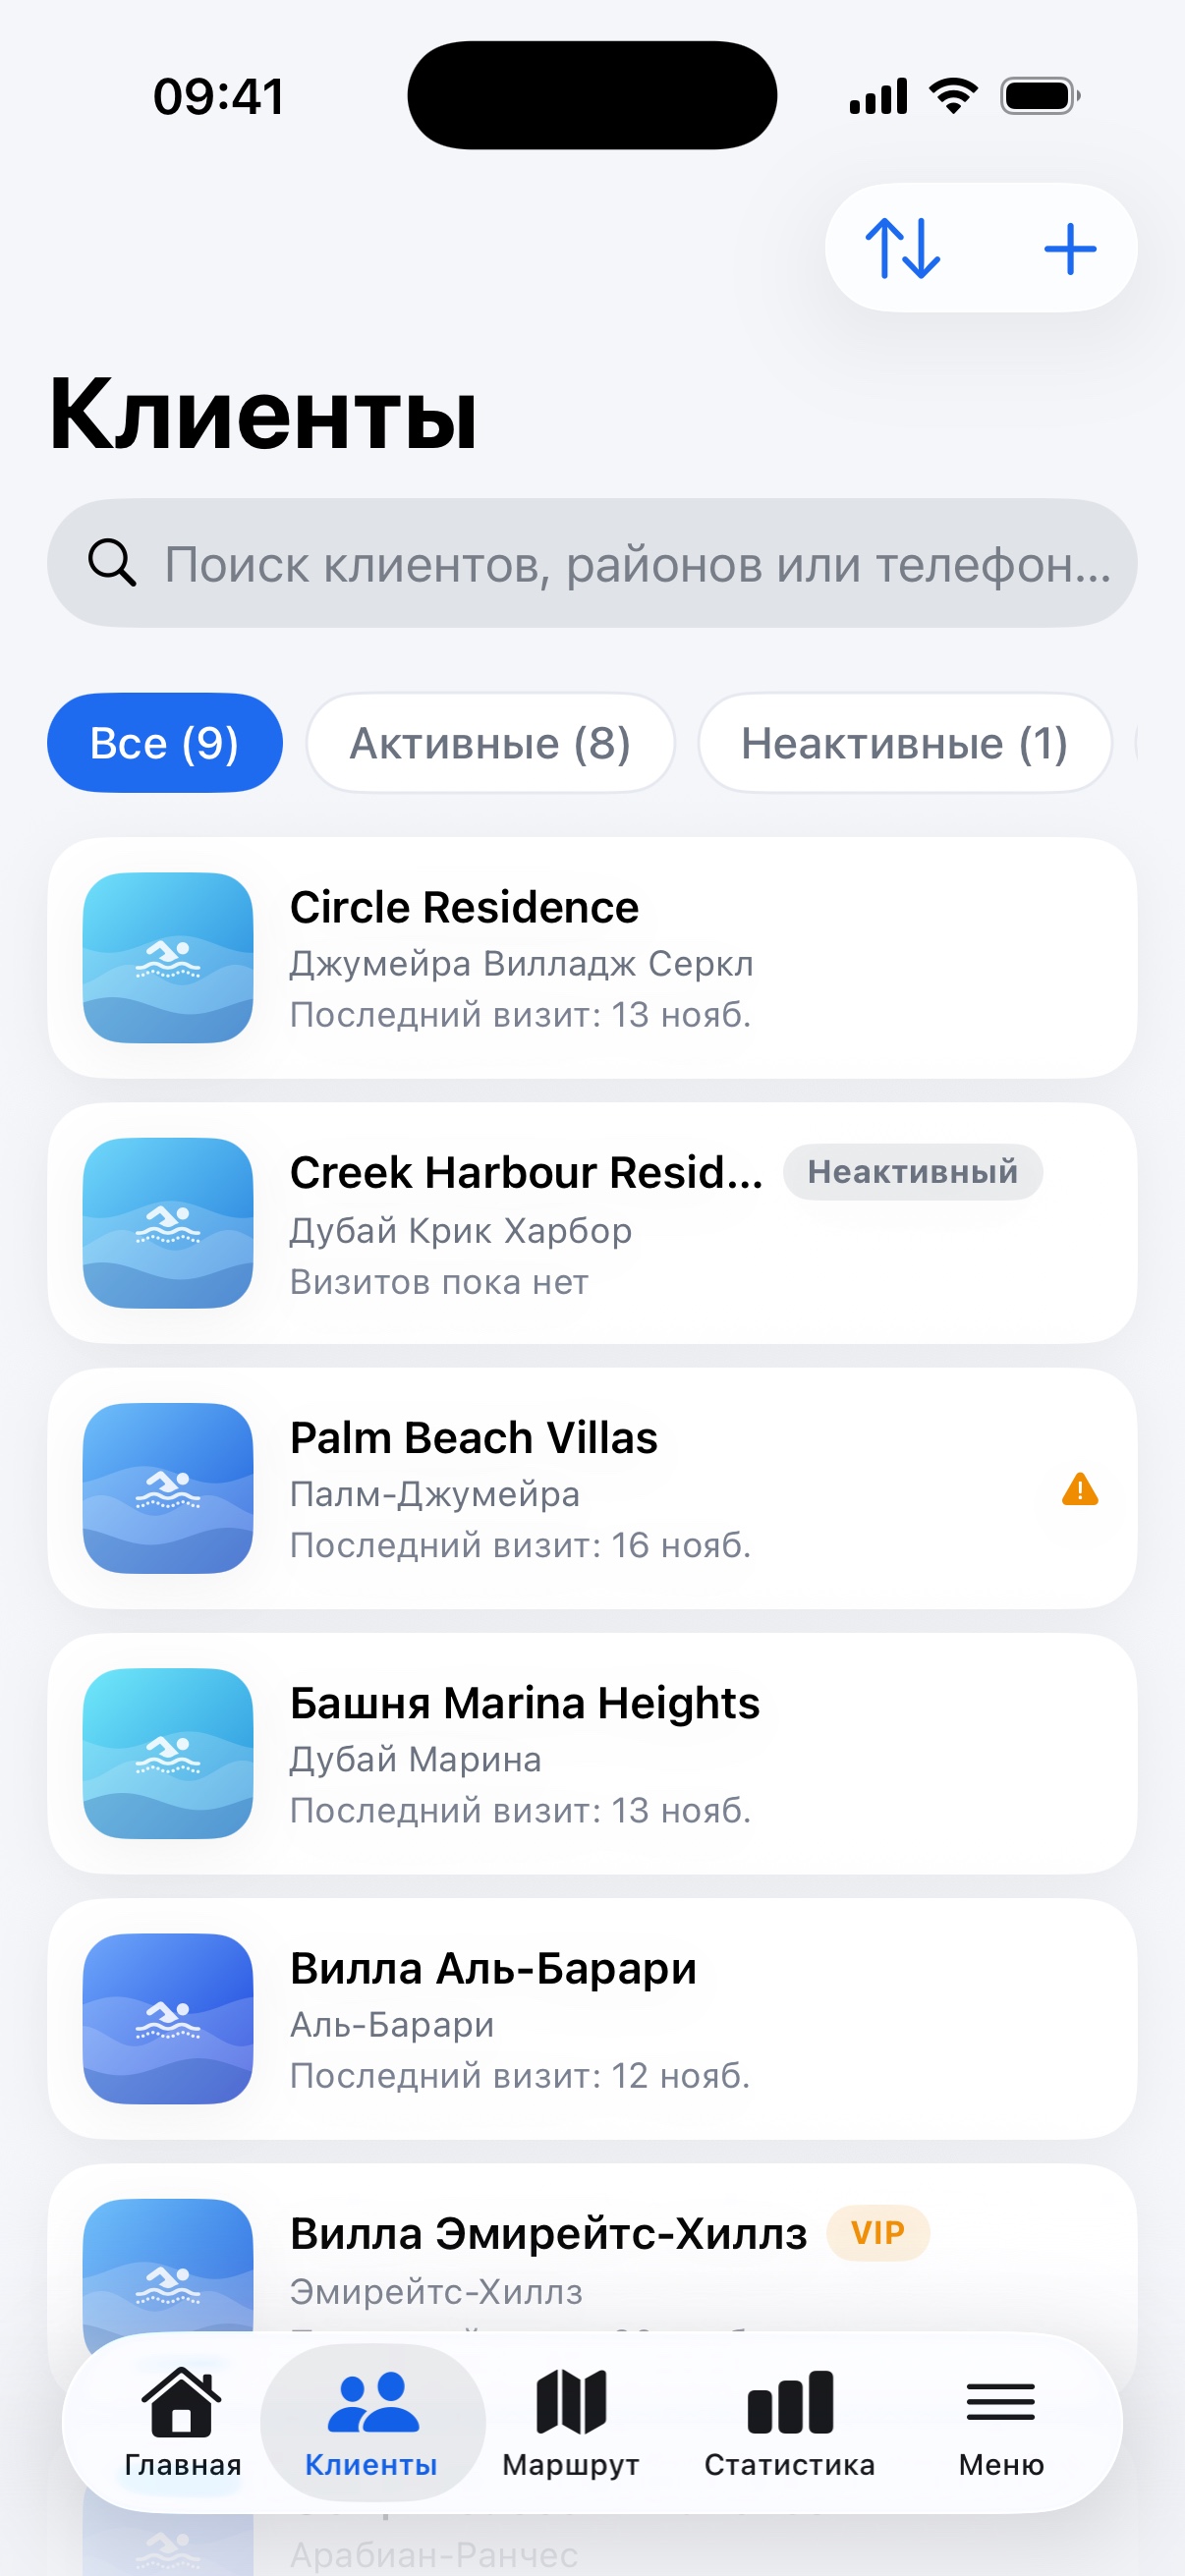 09:41
Клиенты
Поиск клиентов, районов или телефон...
Все (9)
Активные (8)
Неактивные (1)
Circle Residence
Джумейра Вилладж Серкл
Последний визит: 13 нояб.
Creek Harbour Resid...
Неактивный
Дубай Крик Харбор
Визитов пока нет
Palm Beach Villas
Палм-Джумейра
Последний визит: 16 нояб.
Башня Marina Heights
Дубай Марина
Последний визит: 13 нояб.
Вилла Аль-Барари
Аль-Барари
Последний визит: 12 нояб.
Вилла Эмирейтс-Хиллз
VIP
Эмирейтс-Хиллз
Главная
Клиенты
Маршрут
Статистика
Меню
Арабиан-Ранчес